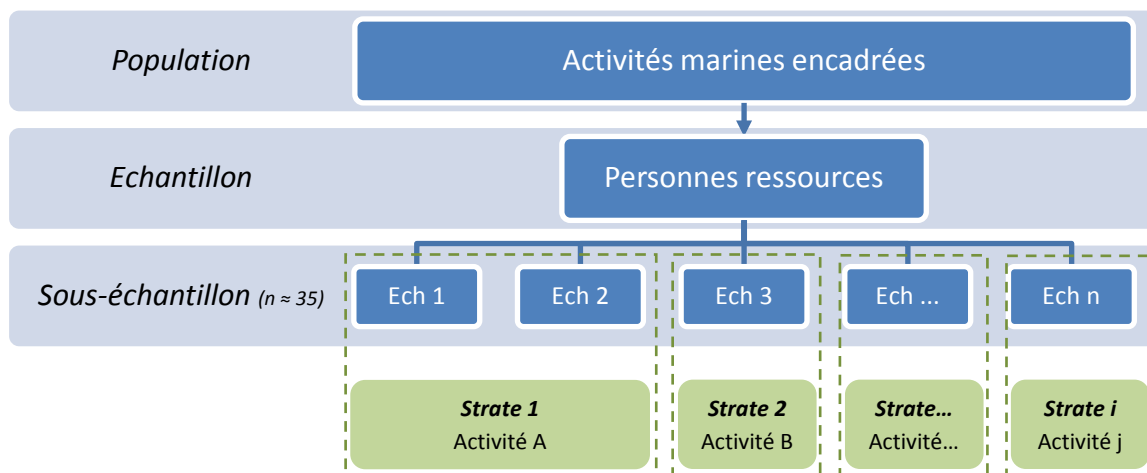 Population
Activités marines encadrées
Echantillon
Personnes ressources
Sous-échantillon (n ≈ 35)
Ech 1
Ech 2
Ech 3
Ech ...
Ech n
Strate 1
Activité A
Strate 2
Activité B
Strate...
Activité...
Strate i
Activité j